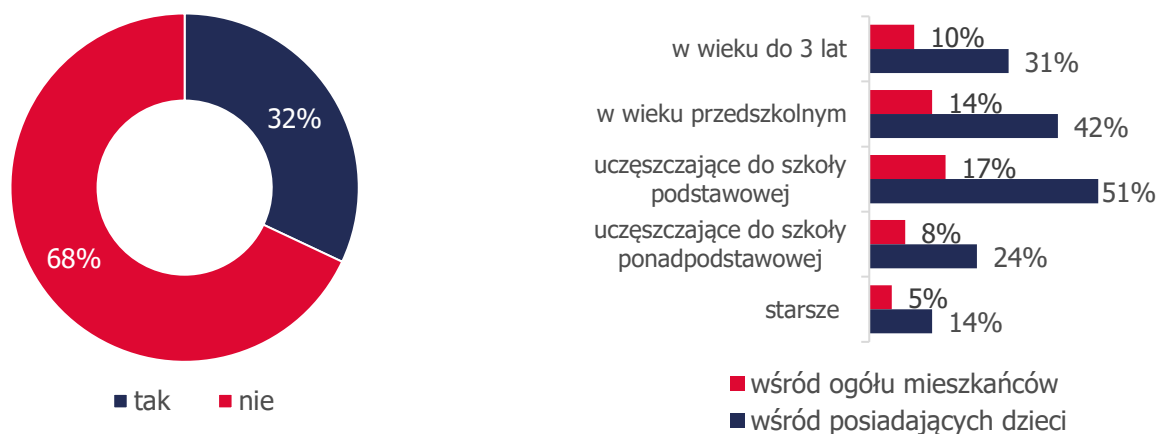 32%
68%
tak nie
w wieku do 3 lat
10%
31%
w wieku przedszkolnym
14%
42%
uczęszczające do szkoły
podstawowej
17%
51%
uczęszczające do szkoły
ponadpodstawowej
8%
24%
starsze
5%
14%
wśród ogółu mieszkańców
wśród posiadających dzieci